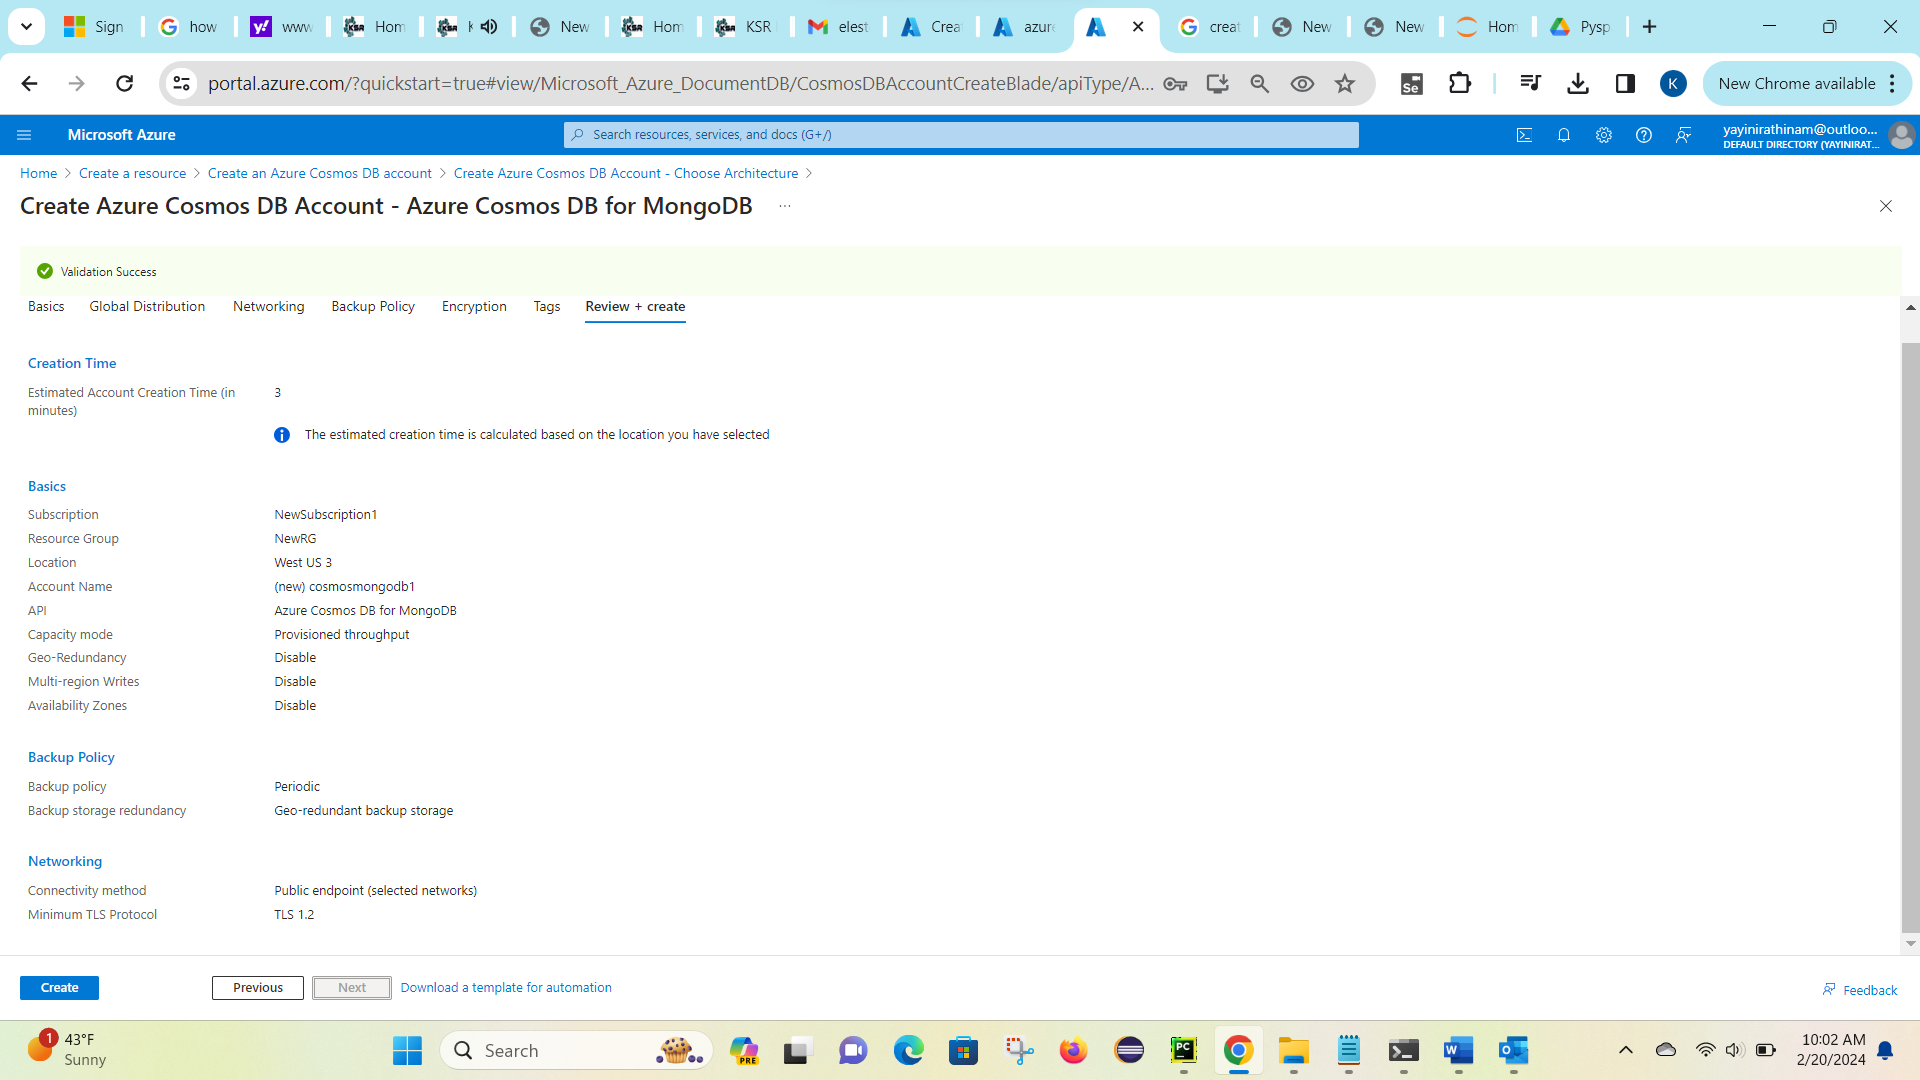 Sign
how
www
Hom
New
Hom
KSR
elest
Crea
azure
creat
New
New
Hom
Pysp
portal.azure.com/?quickstart=true#view/Microsoft_Azure_DocumentDB/CosmosDBAccountCreateBlade/apiType/A...
Se
K
New Chrome available
Microsoft Azure
Search resources, services, and docs (G+/)
yayinirathinam@outloo...
DEFAULT DIRECTORY (YAYINIRAT...
Home > Create a resource > Create an Azure Cosmos DB account > Create Azure Cosmos DB Account - Choose Architecture >
Create Azure Cosmos DB Account - Azure Cosmos DB for MongoDB ...
Validation Success
Basics Global Distribution Networking Backup Policy Encryption Tags Review + create
Creation Time
Estimated Account Creation Time (in
minutes)
3
The estimated creation time is calculated based on the location you have selected
Basics
Subscription NewSubscription1
Resource Group NewRG
Location West US 3
Account Name (new) cosmosmongodb1
API Azure Cosmos DB for MongoDB
Capacity mode Provisioned throughput
Geo-Redundancy Disable
Multi-region Writes Disable
Availability Zones Disable
Backup Policy
Backup policy Periodic
Backup storage redundancy Geo-redundant backup storage
Networking
Connectivity method Public endpoint (selected networks)
Minimum TLS Protocol TLS 1.2
Create Previous Next Download a template for automation
Feedback
1
43°F
Sunny
Search
PRE
PC
10:02 AM
2/20/2024